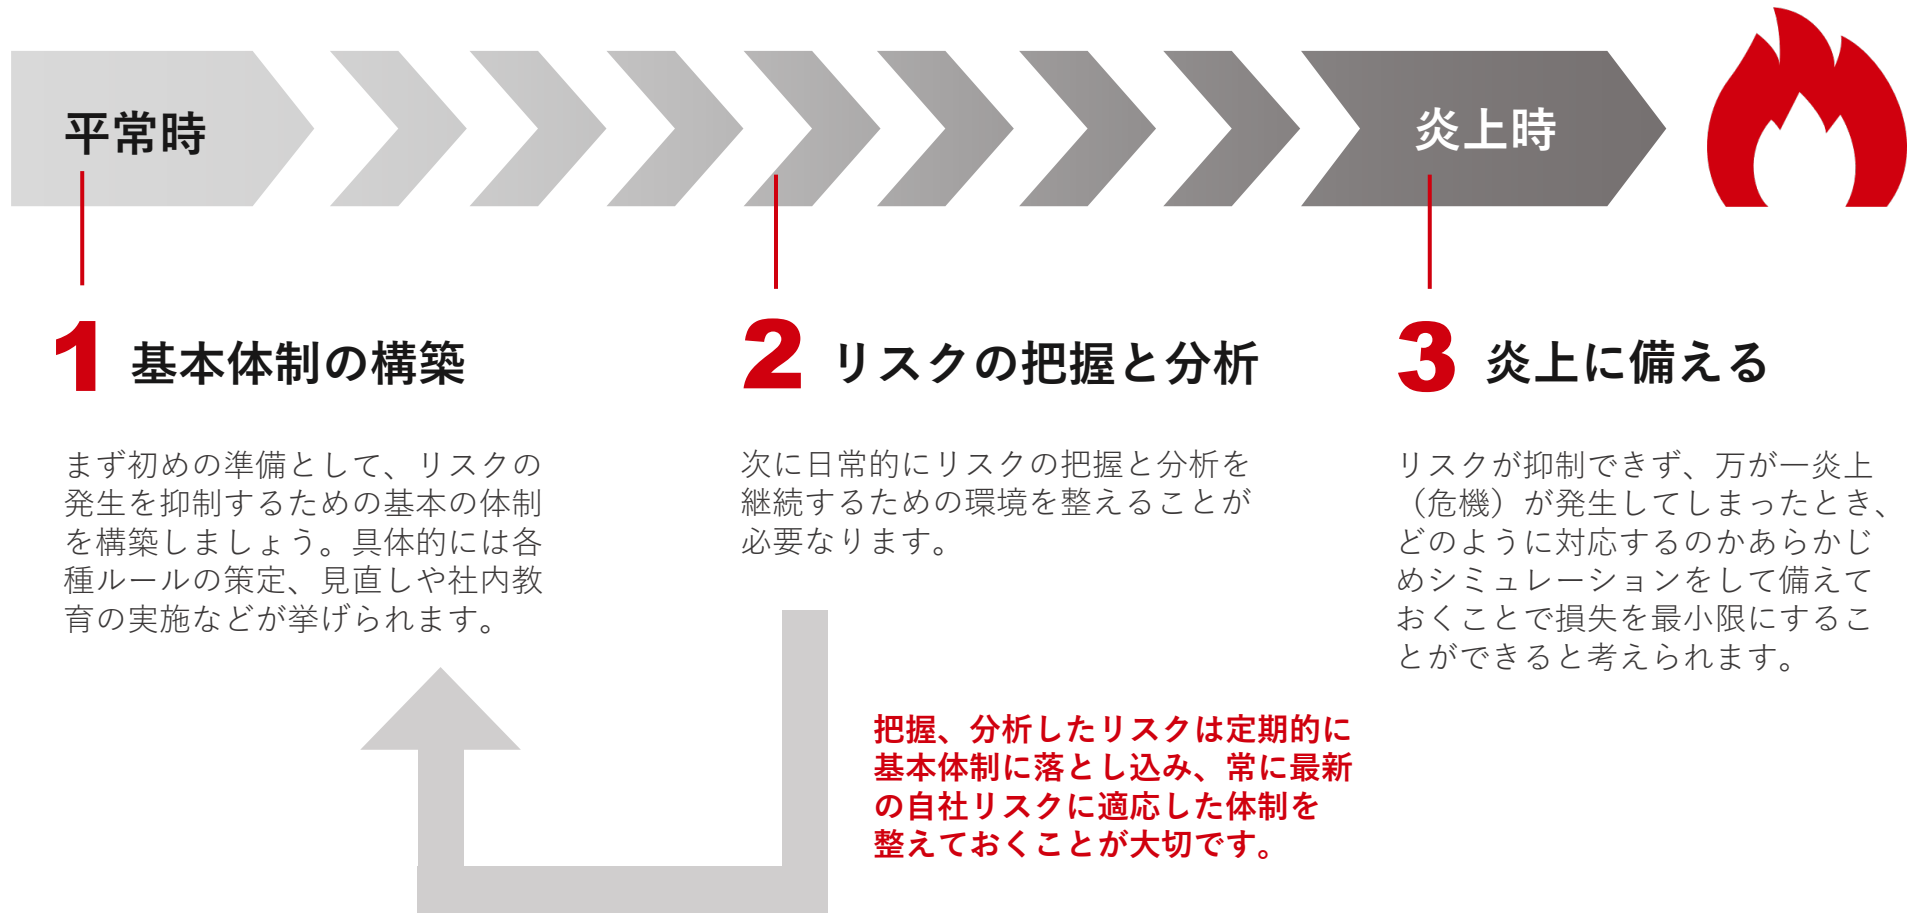 平常時
炎上時
1 基本体制の構築
まず初めの準備として、リスクの
発生を抑制するための基本の体制
を構築しましょう。具体的には各
種ルールの策定、見直しや社内教
育の実施などが挙げられます。
2 リスクの把握と分析
次に日常的にリスクの把握と分析を
継続するための環境を整えることが
必要なります。
3 炎上に備える
リスクが抑制できず、万が一炎上
（危機）が発生してしまったとき、
どのように対応するのかあらかじ
めシミュレーションをして備えて
おくことで損失を最小限にするこ
とができると考えられます。
把握、分析したリスクは定期的に
基本体制に落とし込み、常に最新
の自社リスクに適応した体制を
整えておくことが大切です。